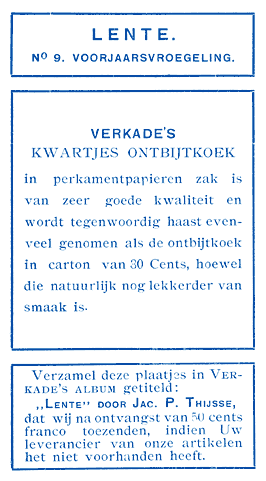 LENTE.
Nº 9. VOORJAARSVROEGELING.
VERKADE'S
KWARTJES ONTBIJTKOEK
in perkamentpapieren zak is
van zeer goede kwaliteit en
wordt tegenwoordig haast even-
veel genomen als de ontbijtkoek
in carton van 30 Cents, hoewel
die natuurlijk nog lekkerder van
smaak is.
Verzamel deze plaatjes in VER-
KADE'S ALBUM getiteld:
„LENTE" DOOR JAC. P. THIJSSE,
dat wij na ontvangst van 50 cents
franco toezenden, indien Uw
leverancier van onze artikelen
het niet voorhanden heeft.